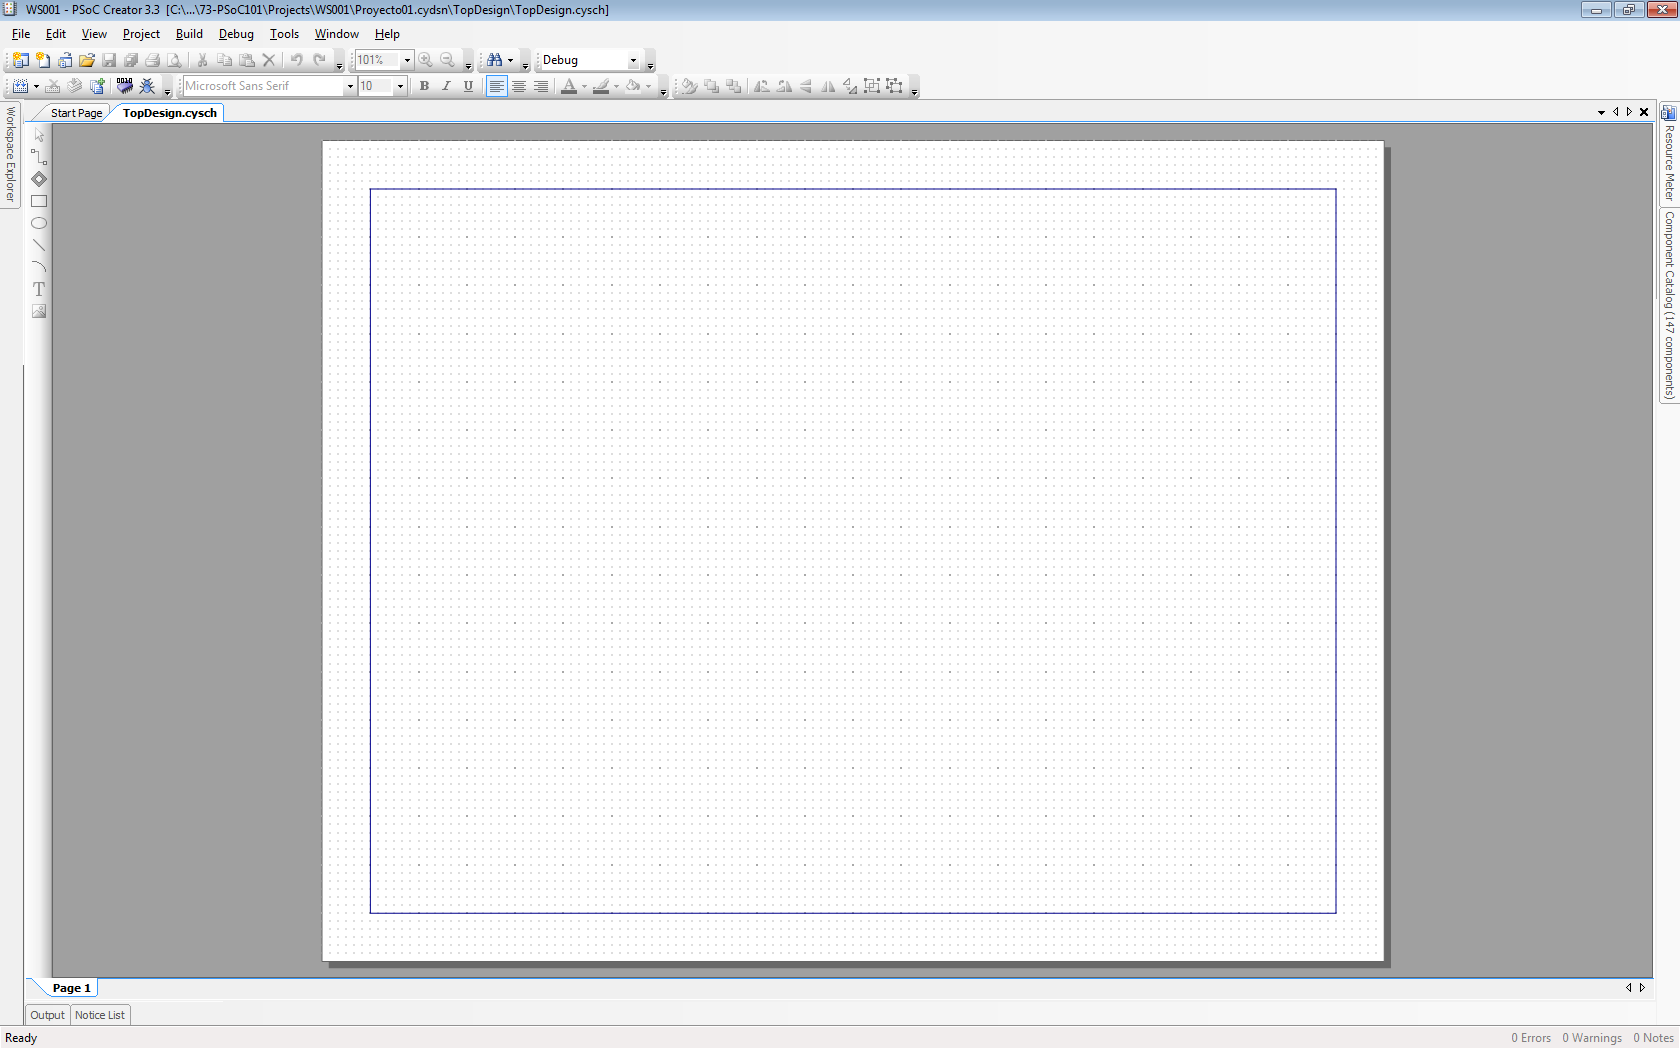 WS001 - PSoC Creator 3.3 [C:\...\73-PSoC101\Projects\WS001\Proyecto01.cydsn\TopDesign\TopDesign.cysch]
File Edit View Project Build Debug Tools Window Help
101% Debug
Microsoft Sans Serif 10 B I U A
Start Page TopDesign.cysch
Workspace Explorer
T
Resource Meter
Component Catalog (147 components)
Page 1
Output Notice List
Ready 0 Errors 0 Warnings 0 Notes